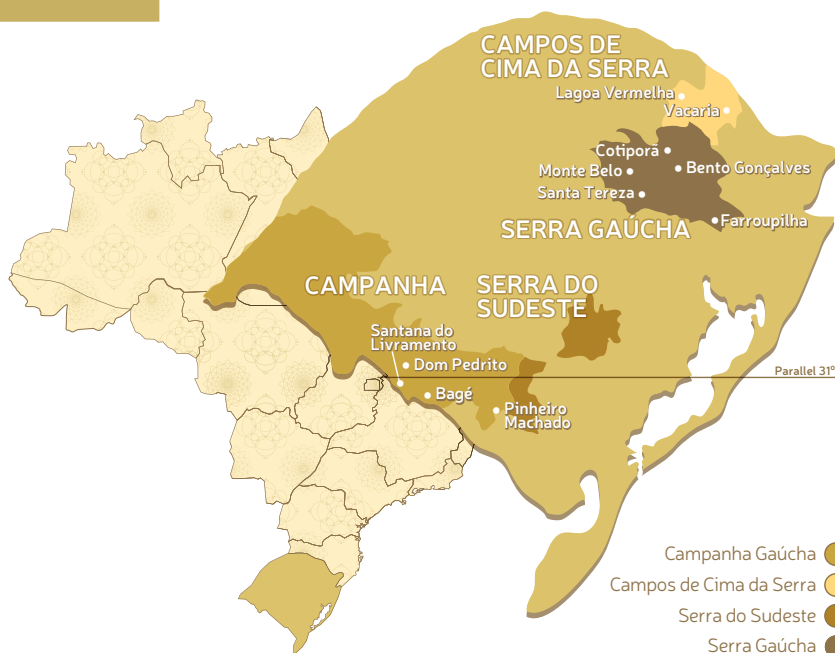 CAMPOS DE
CIMA DA SERRA
Lagoa Vermelha
Vacaria
Cotiporã
Monte Belo
Bento Gonçalves
Santa Tereza
Farroupilha
SERRA GAÚCHA
CAMPANHA
SERRA DO
SUDESTE
Santana do
Livramento
Dom Pedrito
Parallel 31º
Bagé
Pinheiro
Machado
Campanha Gaúcha
Campos de Cima da Serra
Serra do Sudeste
Serra Gaúcha